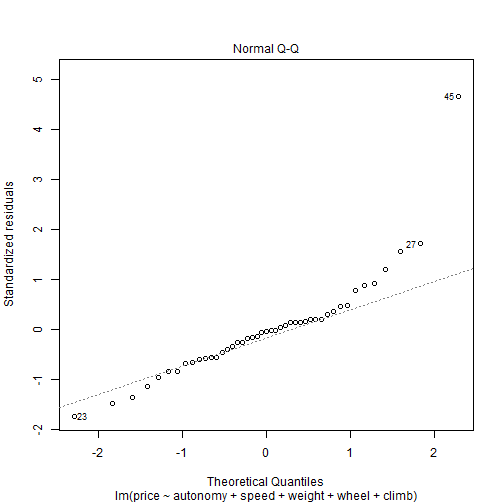 Normal Q-Q
5
4
3
2
1
0
-1
-2
Standardized residuals
45
27
23
-2 -1 0 1 2
Theoretical Quantiles
lm(price ~ autonomy + speed + weight + wheel + climb)